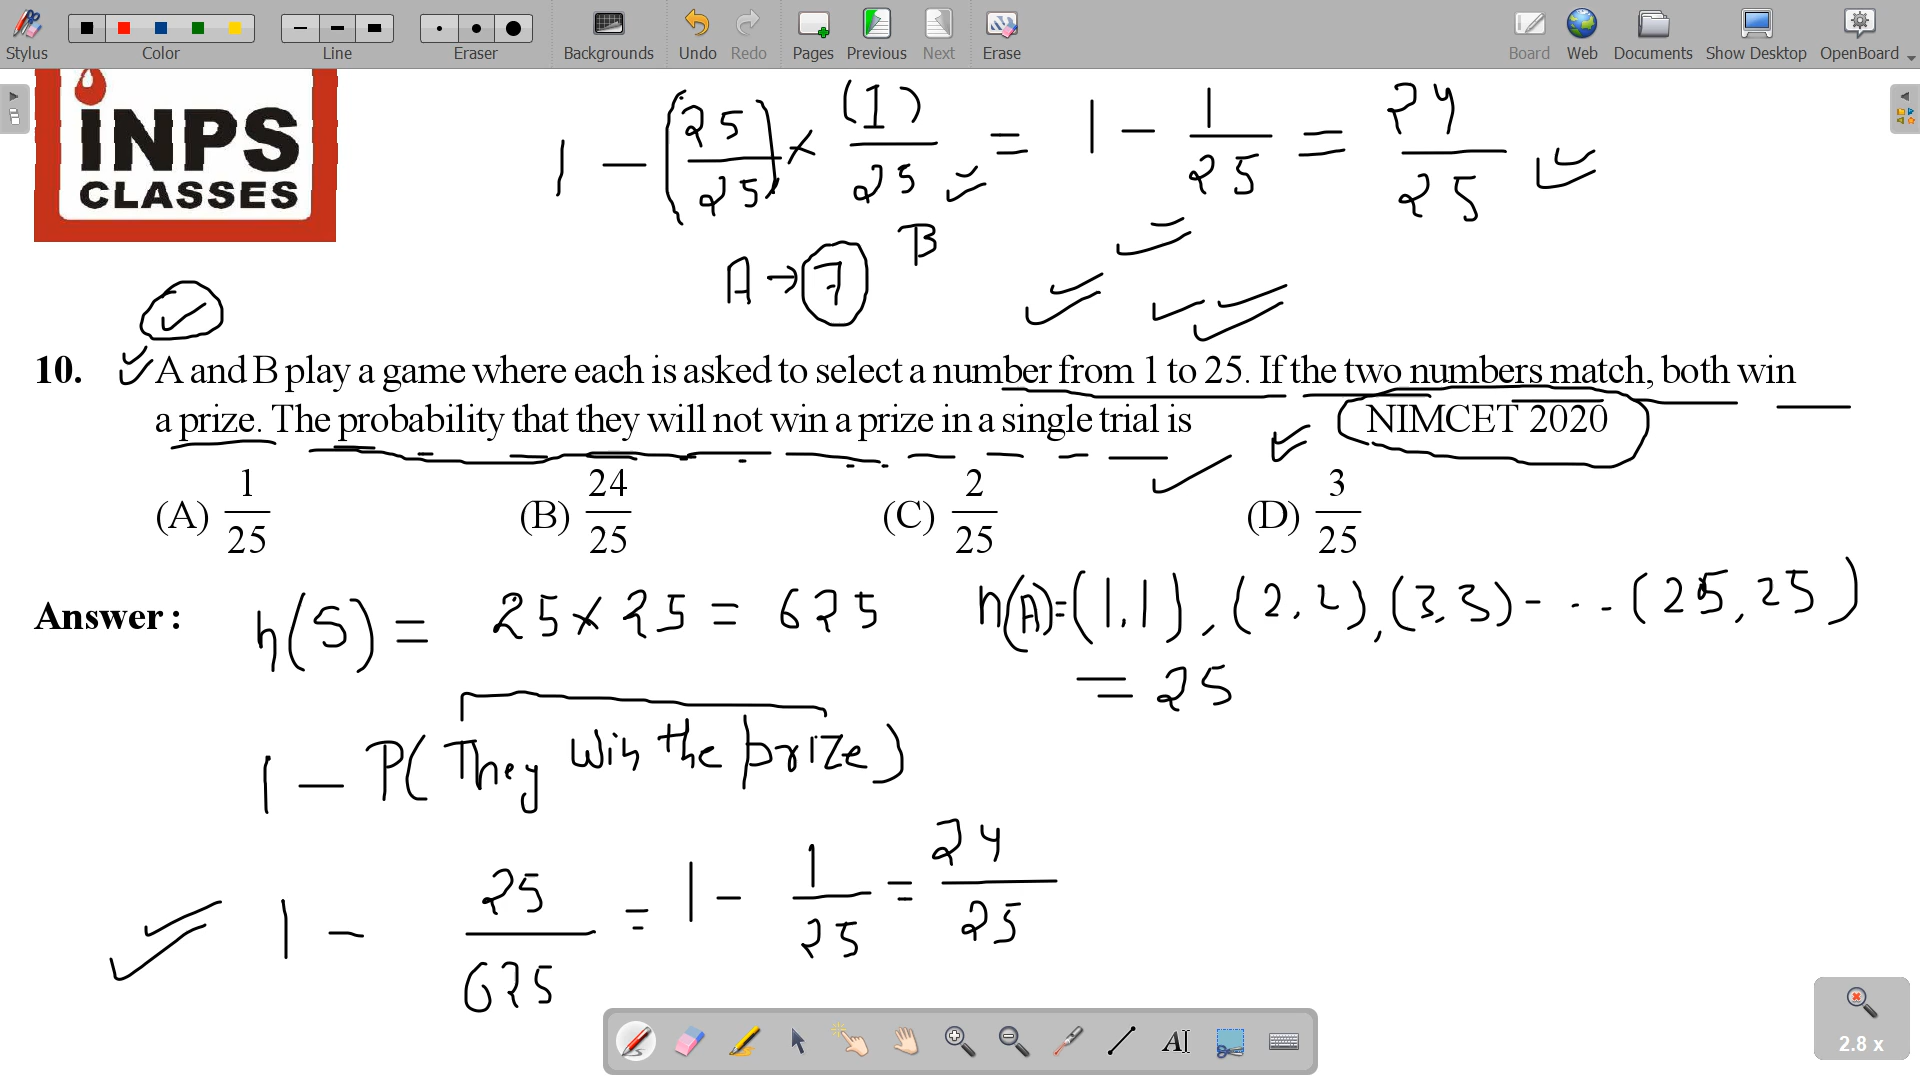 Stylus Color Line Eraser Backgrounds Undo Redo Pages Previous Next Erase Board Web Documents Show Desktop OpenBoard
iNPS
CLASSES
1 - (25/25) × (1)/25 = 1 - 1/25 = 24/25
A → 7 B
10. A and B play a game where each is asked to select a number from 1 to 25. If the two numbers match, both win
a prize. The probability that they will not win a prize in a single trial is NIMCET 2020
(A) 1/25 (B) 24/25 (C) 2/25 (D) 3/25
Answer : n(S) = 25 × 25 = 625 n(A) = (1,1), (2,2), (3,3) - ... (25,25)
= 25
1 - P(They win the prize)
1 - 25/625 = 1 - 1/25 = 24/25
AI
2.8 x